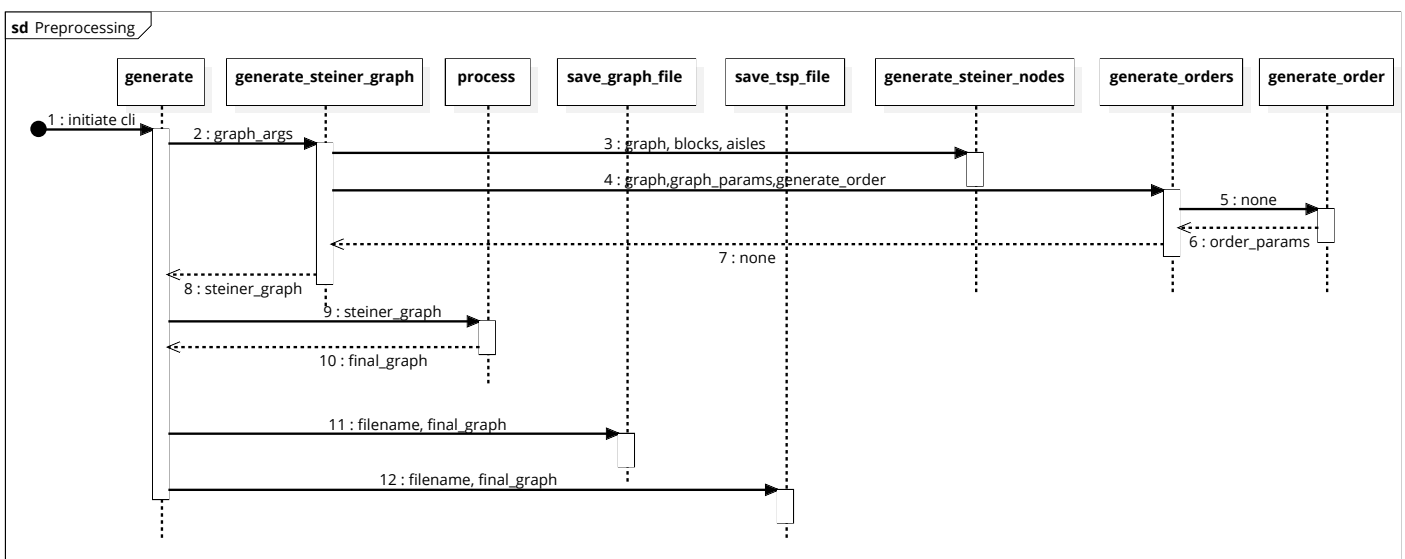 sd Preprocessing
generate
generate_steiner_graph
process
save_graph_file
save_tsp_file
generate_steiner_nodes
generate_orders
generate_order
1 : initiate cli
2 : graph_args
3 : graph, blocks, aisles
4 : graph,graph_params,generate_order
5 : none
6 : order_params
7 : none
8 : steiner_graph
9 : steiner_graph
10 : final_graph
11 : filename, final_graph
12 : filename, final_graph